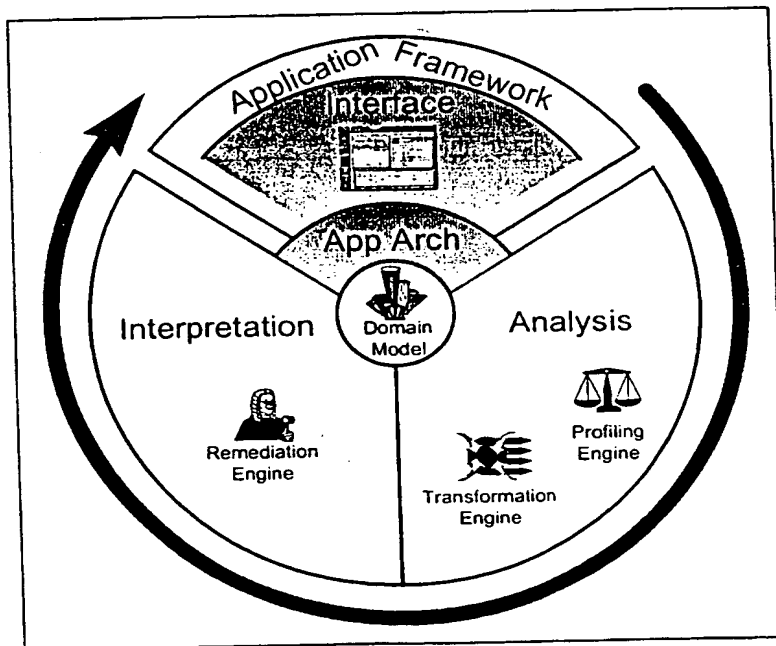 Application Framework
Interface
App Arch
Domain
Model
Interpretation
Analysis
Remediation
Engine
Profiling
Engine
Transformation
Engine